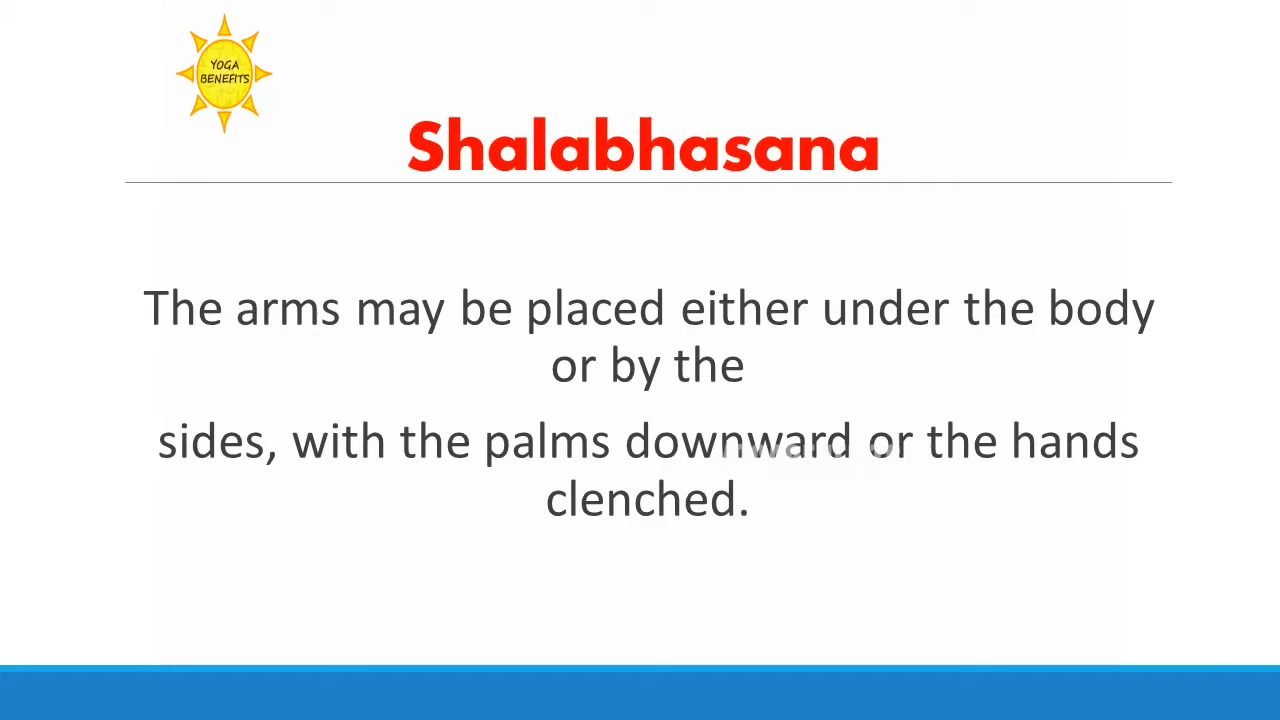 YOGA
BENEFITS
Shalabhasana
The arms may be placed either under the body
or by the
sides, with the palms downward or the hands
clenched.